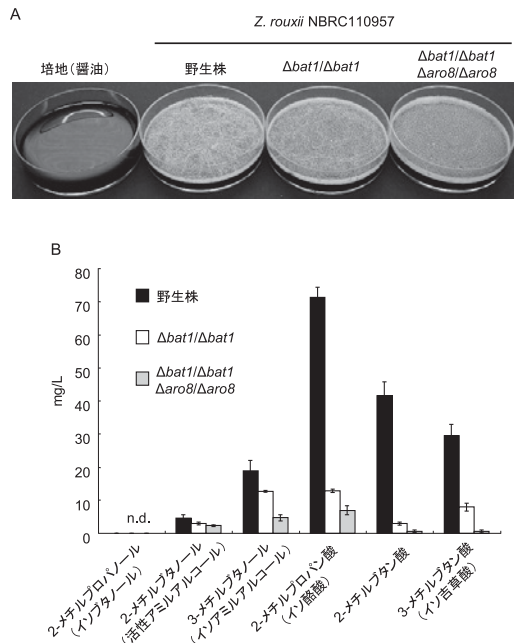 A
Z. rouxii NBRC110957
培地(醤油)
野生株
Δbat1/Δbat1
Δbat1/Δbat1
Δaro8/Δaro8
B
80
70
60
50
40
30
20
10
0
mg/L
野生株
Δbat1/Δbat1
Δbat1/Δbat1
Δaro8/Δaro8
n.d.
2-メチルプロパノール
(イソブタノール)
2-メチルブタノール
(活性アミルアルコール)
3-メチルブタノール
(イソアミルアルコール)
2-メチルプロパン酸
(イソ酪酸)
2-メチルブタン酸
3-メチルブタン酸
(イソ吉草酸)